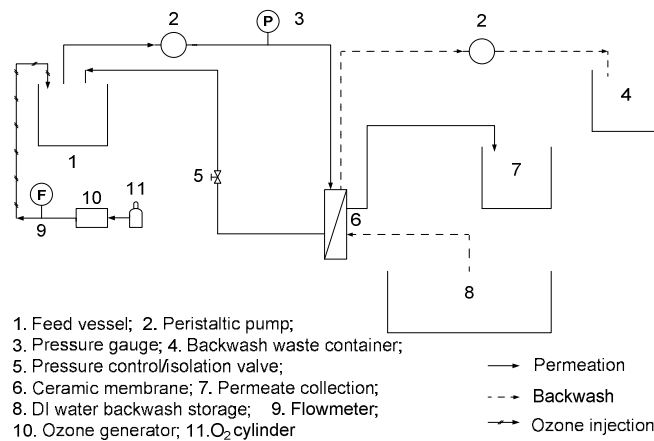 2
P
3
2
4
1
5
7
F
10
11
6
9
8
1. Feed vessel; 2. Peristaltic pump;
3. Pressure gauge; 4. Backwash waste container;
5. Pressure control/isolation valve;
6. Ceramic membrane; 7. Permeate collection;
8. DI water backwash storage; 9. Flowmeter;
10. Ozone generator; 11.O₂ cylinder
Permeation
Backwash
Ozone injection